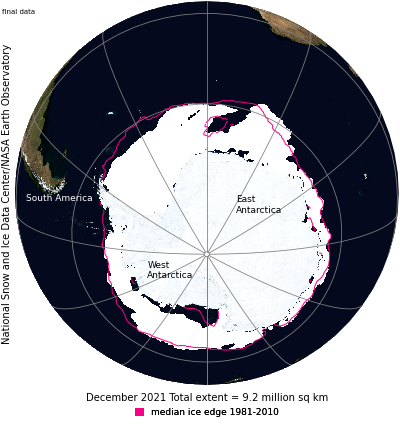 final data
National Snow and Ice Data Center/NASA Earth Observatory
South America
East
Antarctica
West
Antarctica
December 2021 Total extent = 9.2 million sq km
median ice edge 1981-2010